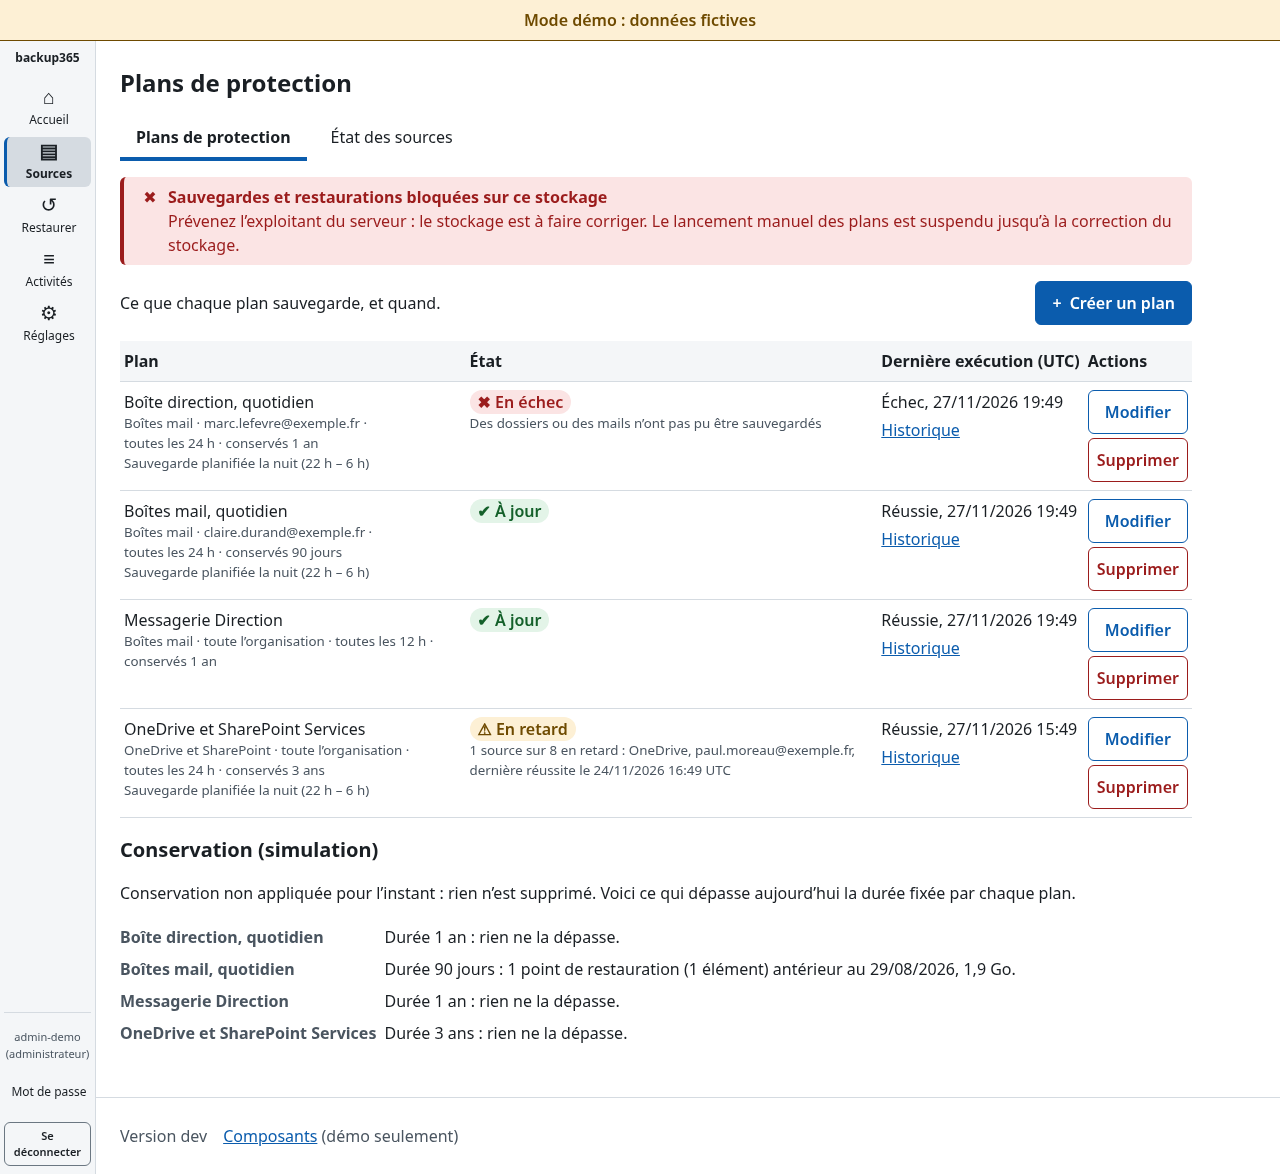 Mode démo : données fictives
backup365
Accueil
Sources
Restaurer
Activités
Réglages
admin-demo
(administrateur)
Mot de passe
Se
déconnecter
Plans de protection
Plans de protection
État des sources
✖ Sauvegardes et restaurations bloquées sur ce stockage
Prévenez l’exploitant du serveur : le stockage est à faire corriger. Le lancement manuel des plans est suspendu jusqu’à la correction du
stockage.
Ce que chaque plan sauvegarde, et quand.
+ Créer un plan
Plan État Dernière exécution (UTC) Actions
Boîte direction, quotidien
Boîtes mail · marc.lefevre@exemple.fr ·
toutes les 24 h · conservés 1 an
Sauvegarde planifiée la nuit (22 h – 6 h)
✖ En échec
Des dossiers ou des mails n’ont pas pu être sauvegardés
Échec, 27/11/2026 19:49
Historique
Modifier
Supprimer
Boîtes mail, quotidien
Boîtes mail · claire.durand@exemple.fr ·
toutes les 24 h · conservés 90 jours
Sauvegarde planifiée la nuit (22 h – 6 h)
✔ À jour
Réussie, 27/11/2026 19:49
Historique
Modifier
Supprimer
Messagerie Direction
Boîtes mail · toute l’organisation · toutes les 12 h ·
conservés 1 an
✔ À jour
Réussie, 27/11/2026 19:49
Historique
Modifier
Supprimer
OneDrive et SharePoint Services
OneDrive et SharePoint · toute l’organisation ·
toutes les 24 h · conservés 3 ans
Sauvegarde planifiée la nuit (22 h – 6 h)
⚠ En retard
1 source sur 8 en retard : OneDrive, paul.moreau@exemple.fr,
dernière réussite le 24/11/2026 16:49 UTC
Réussie, 27/11/2026 15:49
Historique
Modifier
Supprimer
Conservation (simulation)
Conservation non appliquée pour l’instant : rien n’est supprimé. Voici ce qui dépasse aujourd’hui la durée fixée par chaque plan.
Boîte direction, quotidien Durée 1 an : rien ne la dépasse.
Boîtes mail, quotidien Durée 90 jours : 1 point de restauration (1 élément) antérieur au 29/08/2026, 1,9 Go.
Messagerie Direction Durée 1 an : rien ne la dépasse.
OneDrive et SharePoint Services Durée 3 ans : rien ne la dépasse.
Version dev Composants (démo seulement)